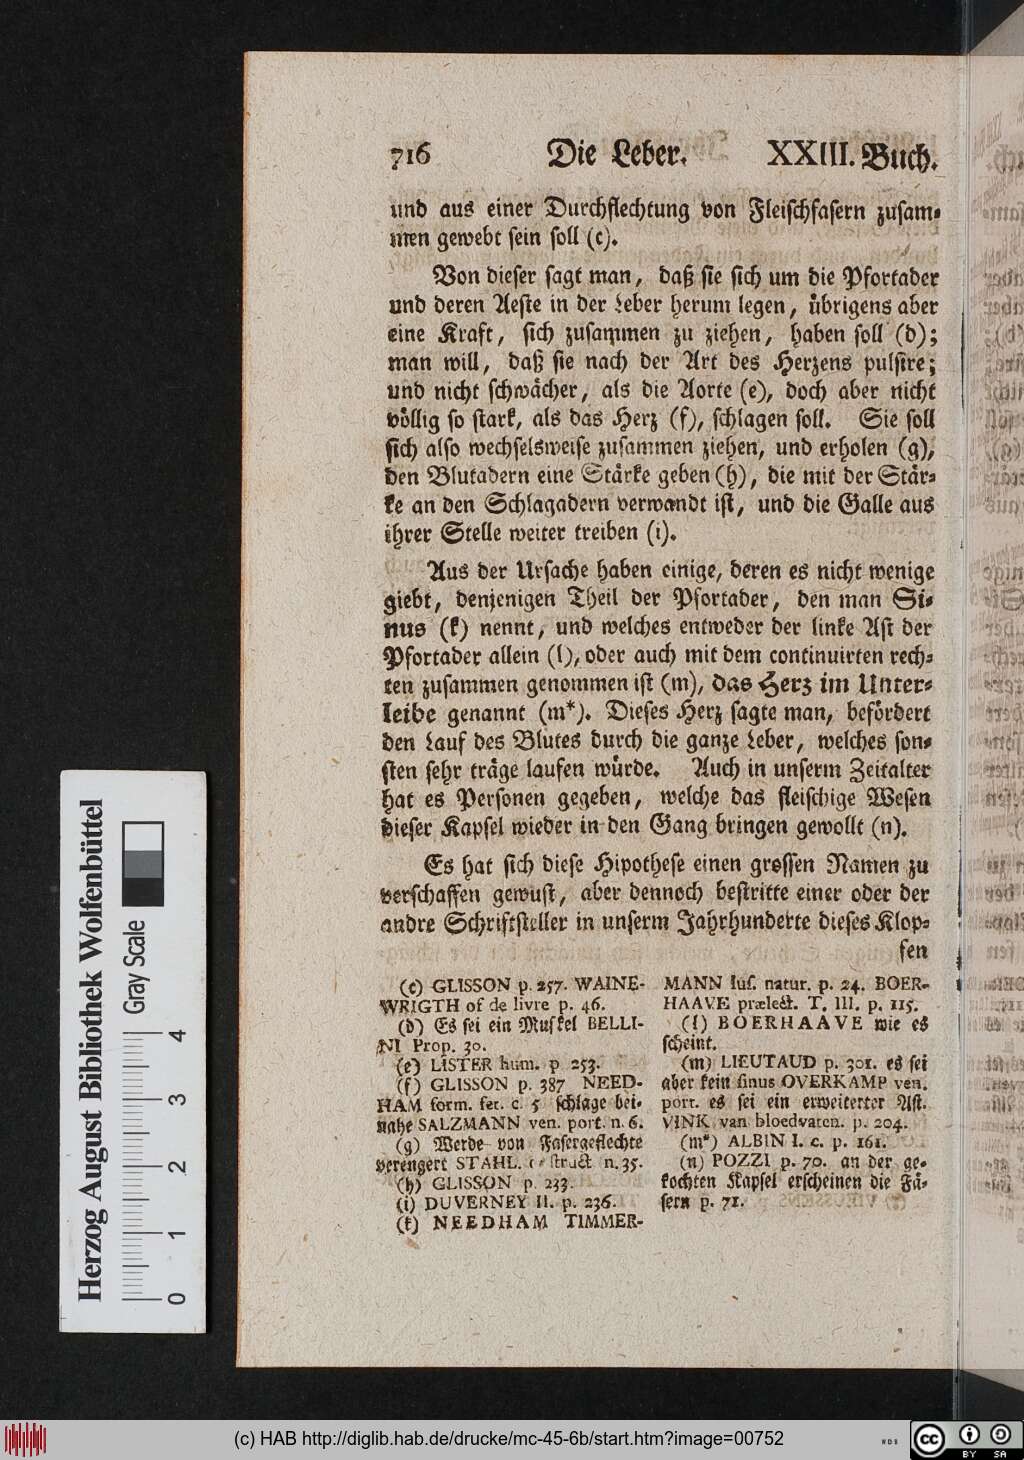 716 Die Leber. XXIII. Buch.
und aus einer Durchflechtung von Fleischfasern zusam=
men gewebt sein soll (c).
Von dieser sagt man, daß sie sich um die Pfortader
und deren Aeste in der Leber herum legen, übrigens aber
eine Kraft, sich zusammen zu ziehen, haben soll (d);
man will, daß sie nach der Art des Herzens pulsire;
und nicht schwächer, als die Aorte (e), doch aber nicht
völlig so stark, als das Herz (f), schlagen soll. Sie soll
sich also wechselsweise zusammen ziehen, und erholen (g),
den Blutadern eine Stärke geben (h), die mit der Stär=
ke an den Schlagadern verwandt ist, und die Galle aus
ihrer Stelle weiter treiben (i).
Aus der Ursache haben einige, deren es nicht wenige
giebt, denjenigen Theil der Pfortader, den man Si=
nus (k) nennt, und welches entweder der linke Ast der
Pfortader allein (l), oder auch mit dem continuirten rech=
ten zusammen genommen ist (m), das Herz im Unter=
leibe genannt (m*). Dieses Herz sagte man, befördert
den Lauf des Blutes durch die ganze Leber, welches son=
sten sehr träge laufen würde. Auch in unserm Zeitalter
hat es Personen gegeben, welche das fleischige Wesen
dieser Kapsel wieder in den Gang bringen gewollt (n).
Es hat sich diese Hipothese einen grossen Namen zu
verschaffen gewust, aber dennoch bestritte einer oder der
andre Schriftsteller in unserm Jahrhunderte dieses Klop=
fen
(c) GLISSON p. 257. WAINE-
WRIGTH of de livre p. 46.
(d) Es sei ein Muskel BELLI-
NI Prop. 30.
(e) LISTER hum. p. 253.
(f) GLISSON p. 387 NEED-
HAM form. fet. c. 5 schlage bei=
nahe SALZMANN ven. port. n. 6.
(g) Werde von Fasergeflechte
verengert STAHL. struct. n. 35.
(h) GLISSON p. 233.
(i) DUVERNEY II. p. 236.
(k) NEEDHAM TIMMER-
MANN lus. natur. p. 24. BOER-
HAAVE prælect. T. III. p. 115.
(l) BOERHAAVE wie es
scheint.
(m) LIEUTAUD p. 301. es sei
aber kein sinus OVERKAMP ven.
port. es sei ein erweiterter Ast.
VINK van bloedvaten. p. 204.
(m*) ALBIN l. c. p. 161.
(n) POZZI p. 70. an der ge=
kochten Kapsel erscheinen die Fä=
sern p. 71.
Herzog August Bibliothek Wolfenbüttel
Gray Scale
0 1 2 3 4
(c) HAB http://diglib.hab.de/drucke/mc-45-6b/start.htm?image=00752
cc BY SA